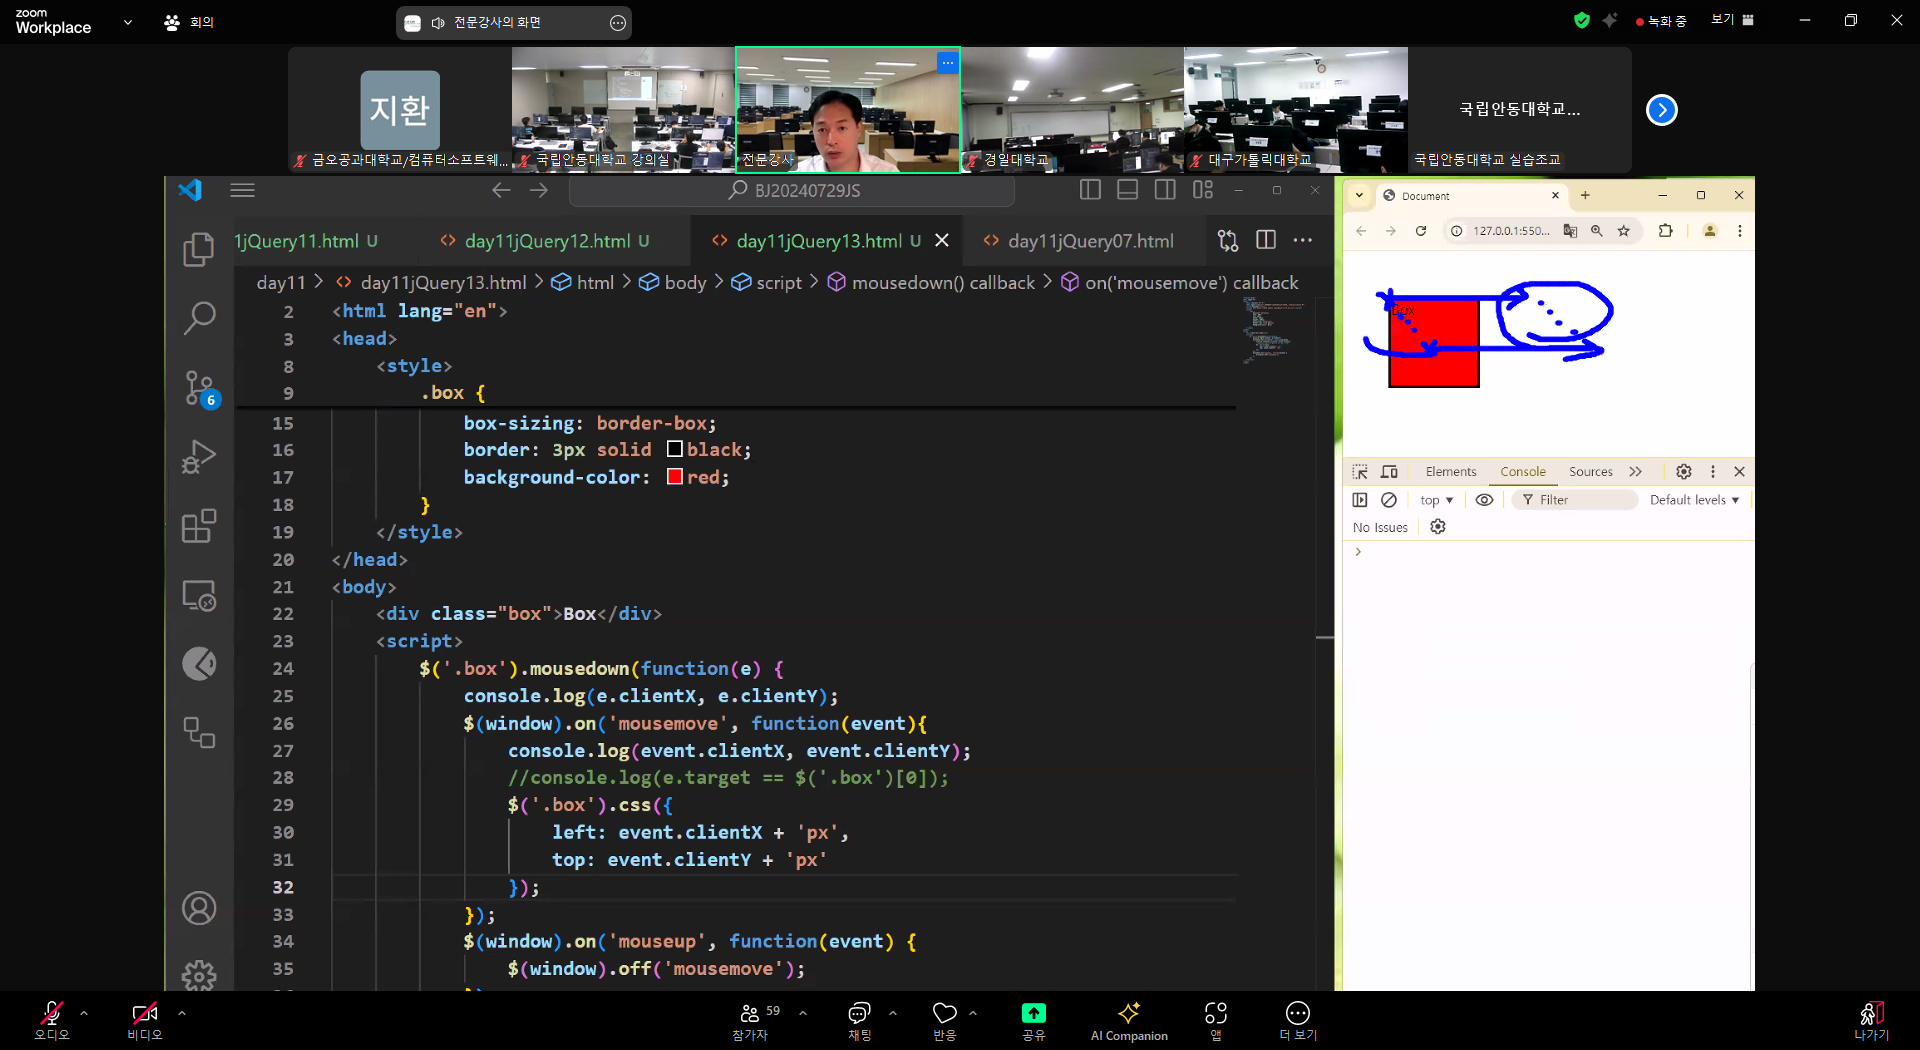 zoom
Workplace
회의
전문강사의 화면
녹화 중
보기
지환
금오공과대학교/컴퓨터소프트웨...
국립안동대학교 강의실
전문강사
경일대학교
대구가톨릭대학교
국립안동대학교...
국립안동대학교 실습조교
BJ20240729JS
1jQuery11.html U
day11jQuery12.html U
day11jQuery13.html U
day11jQuery07.html
day11 > day11jQuery13.html > html > body > script > mousedown() callback > on('mousemove') callback
2 <html lang="en">
3 <head>
8 <style>
9 .box {
15 box-sizing: border-box;
16 border: 3px solid black;
17 background-color: red;
18 }
19 </style>
20 </head>
21 <body>
22 <div class="box">Box</div>
23 <script>
24 $('.box').mousedown(function(e) {
25 console.log(e.clientX, e.clientY);
26 $(window).on('mousemove', function(event){
27 console.log(event.clientX, event.clientY);
28 //console.log(e.target == $('.box')[0]);
29 $('.box').css({
30 left: event.clientX + 'px',
31 top: event.clientY + 'px'
32 });
33 });
34 $(window).on('mouseup', function(event) {
35 $(window).off('mousemove');
6
Document
127.0.0.1:550...
Box
Elements
Console
Sources
top
Filter
Default levels
No Issues
오디오
비디오
59
참가자
채팅
반응
공유
AI Companion
앱
더 보기
나가기